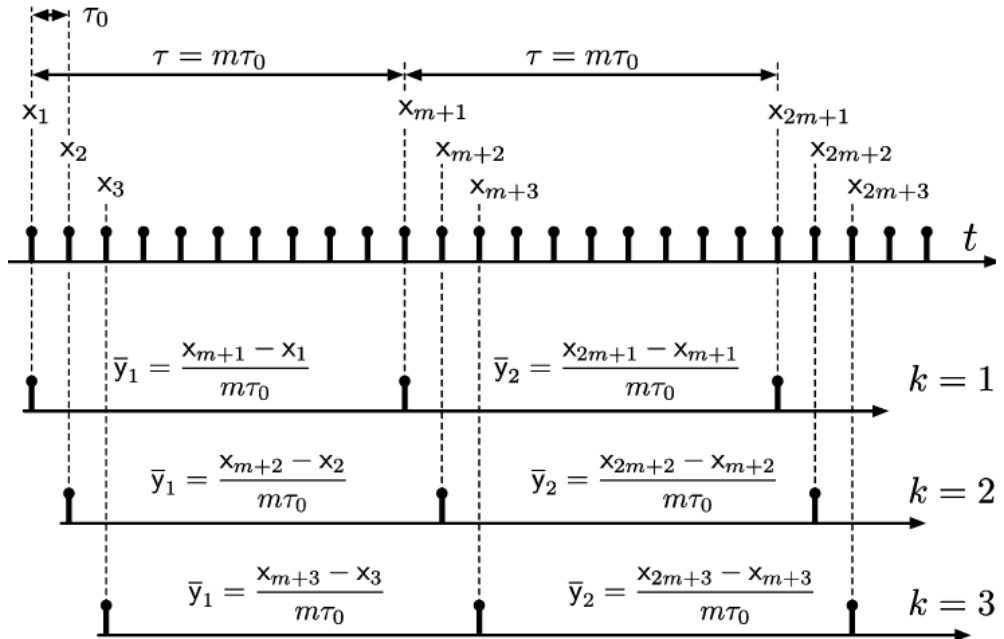 τ₀
τ = mτ₀ τ = mτ₀
x₁ xₘ₊₁ x₂ₘ₊₁
x₂ xₘ₊₂ x₂ₘ₊₂
x₃ xₘ₊₃ x₂ₘ₊₃
t
ȳ₁ = (xₘ₊₁ − x₁)/(mτ₀) ȳ₂ = (x₂ₘ₊₁ − xₘ₊₁)/(mτ₀) k = 1
ȳ₁ = (xₘ₊₂ − x₂)/(mτ₀) ȳ₂ = (x₂ₘ₊₂ − xₘ₊₂)/(mτ₀) k = 2
ȳ₁ = (xₘ₊₃ − x₃)/(mτ₀) ȳ₂ = (x₂ₘ₊₃ − xₘ₊₃)/(mτ₀) k = 3